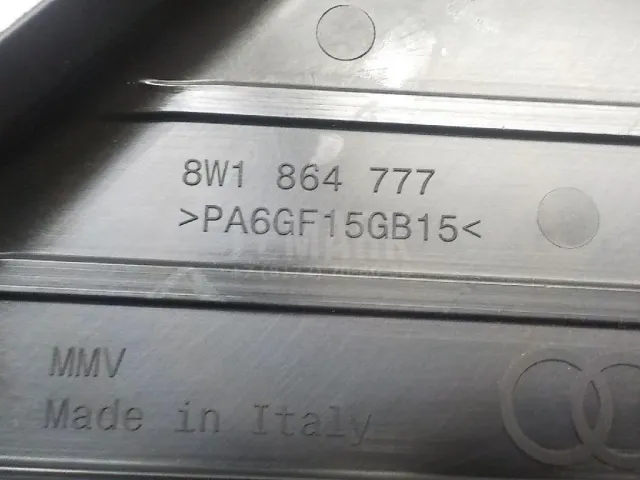 8W1 864 777
>PA6GF15GB15<
MMV
Made in Italy